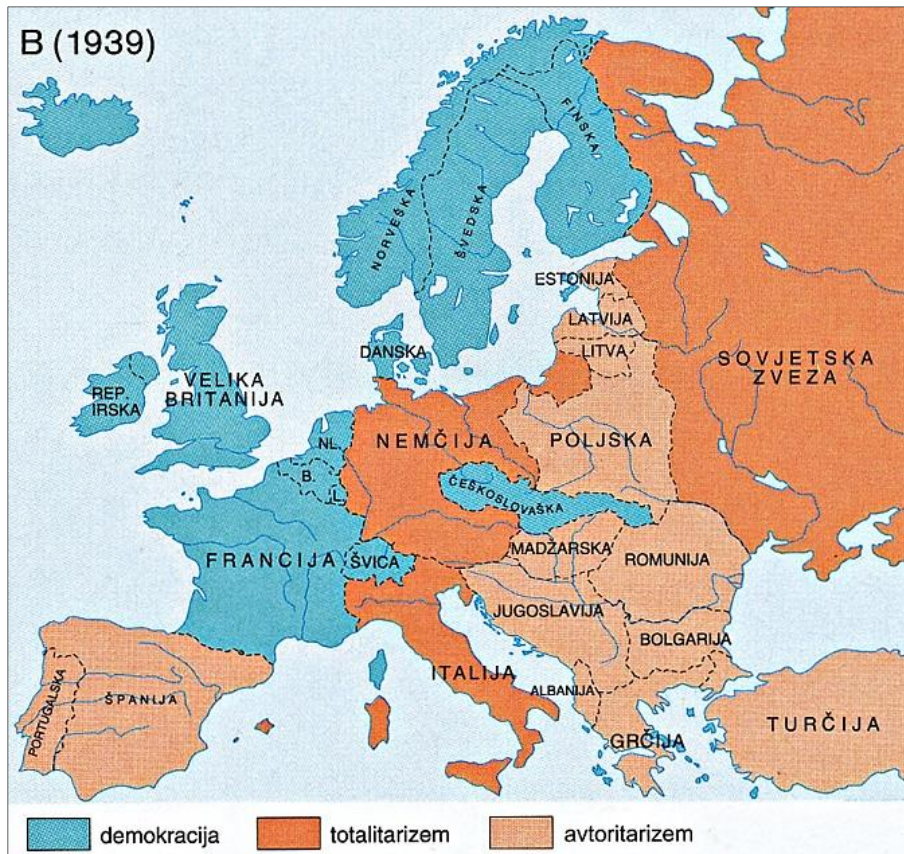 B (1939)
FINSKA
NORVEŠKA
ŠVEDSKA
ESTONIJA
LATVIJA
LITVA
DANSKA
SOVJETSKA
ZVEZA
REP.
IRSKA
VELIKA
BRITANIJA
NL.
NEMČIJA
POLJSKA
B.
L.
ČEŠKOSLOVAŠKA
FRANCIJA
ŠVICA
MADŽARSKA
ROMUNIJA
JUGOSLAVIJA
BOLGARIJA
ITALIJA
ALBANIJA
PORTUGALSKA
ŠPANIJA
GRČIJA
TURČIJA
demokracija
totalitarizem
avtoritarizem